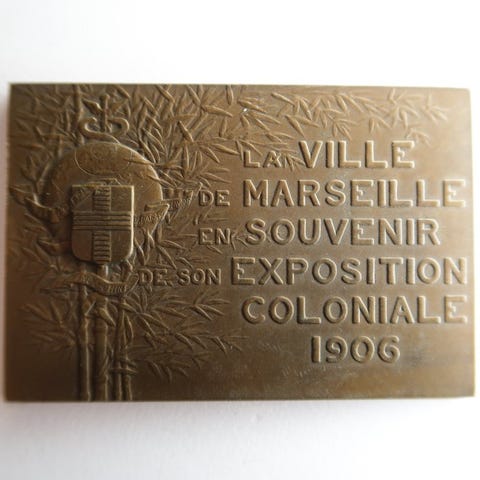 LA VILLE
DE MARSEILLE
EN SOUVENIR
DE SON EXPOSITION
COLONIALE
1906